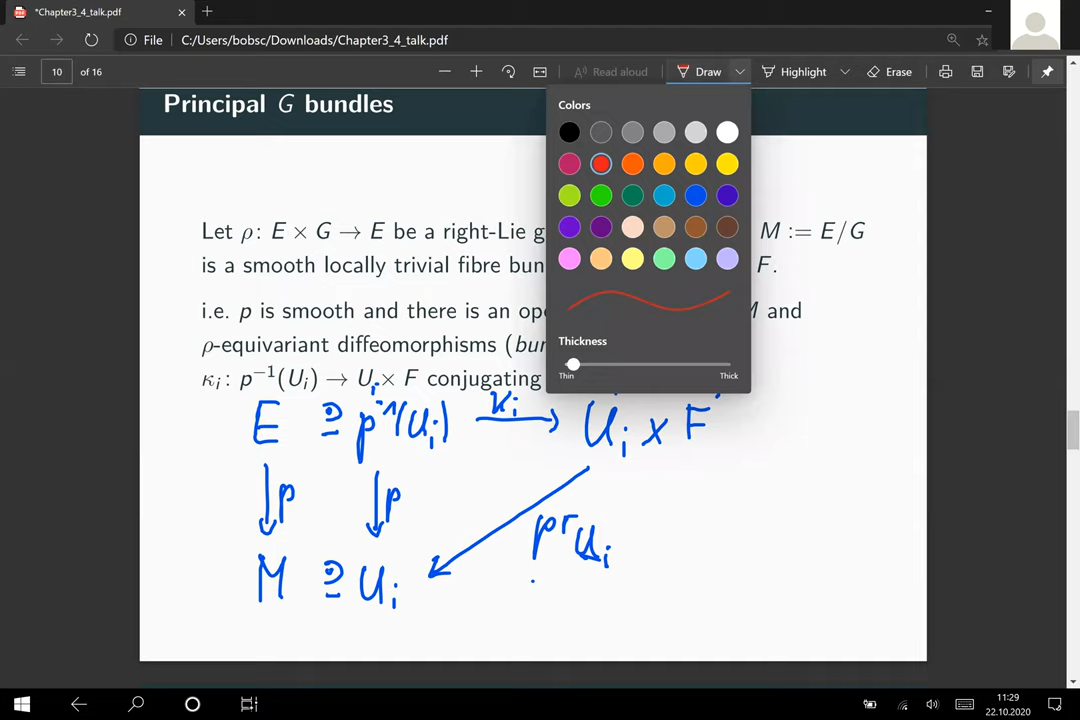 *Chapter3_4_talk.pdf
File C:/Users/bobsc/Downloads/Chapter3_4_talk.pdf
10 of 16 Read aloud Draw Highlight Erase
Principal G bundles
Colors
Thickness
Thin Thick
Let ρ: E × G → E be a right-Lie g M := E/G
is a smooth locally trivial fibre bun F.
i.e. p is smooth and there is an ope M and
ρ-equivariant diffeomorphisms (bun
κᵢ: p⁻¹(Uᵢ) → Uᵢ × F conjugating
E ⊇ p⁻¹(Uᵢ) κᵢ → Uᵢ × F
↓ p ↓ p pr Uᵢ
M ⊇ Uᵢ
11:29
22.10.2020